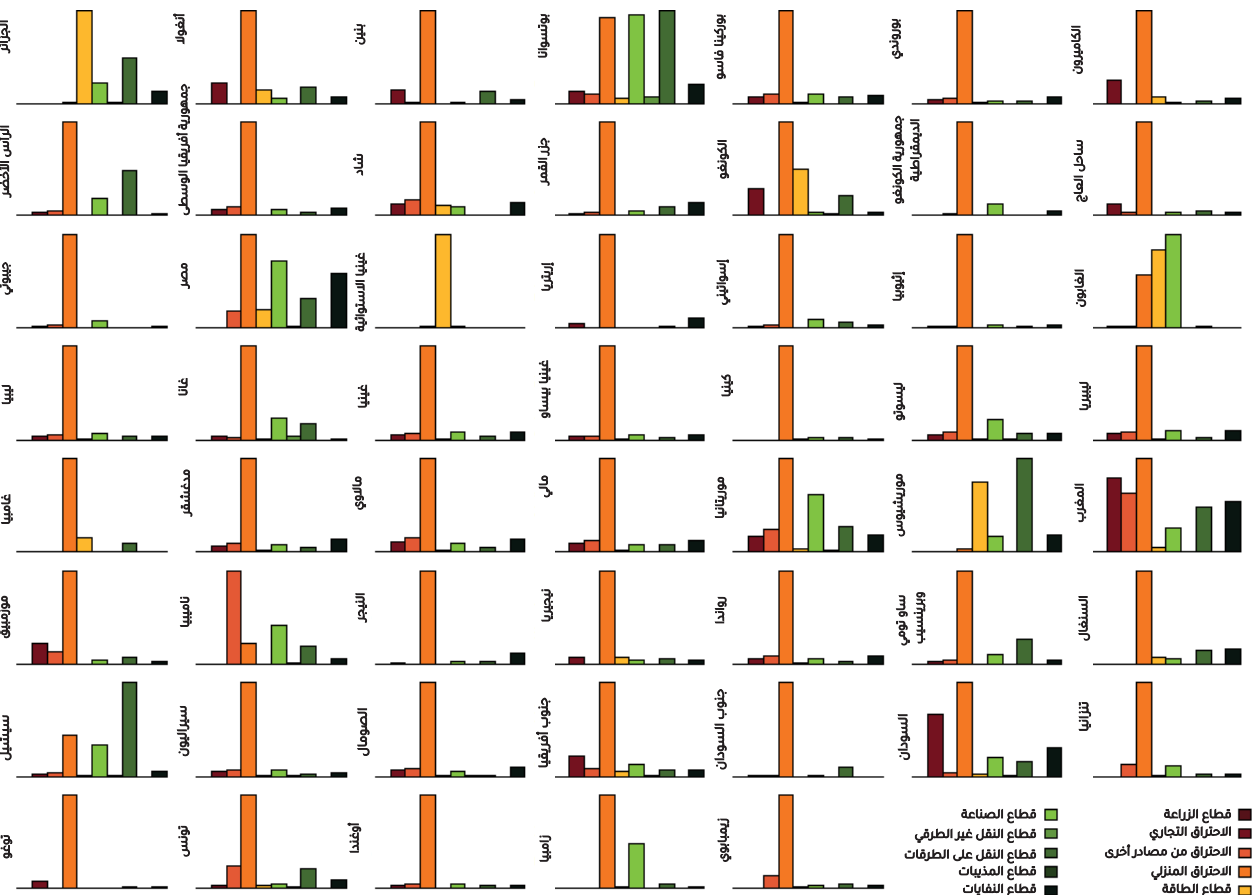 الجزائر
أنغولا
بنين
بوتسوانا
بوركينا فاسو
بوروندي
الكاميرون
الرأس الأخضر
جمهورية أفريقيا الوسطى
تشاد
جزر القمر
الكونغو
جمهورية الكونغو
الديمقراطية
ساحل العاج
جيبوتي
مصر
غينيا الاستوائية
إريتريا
إسواتيني
أثيوبيا
الغابون
ليبيا
غانا
غينيا
غينيا بيساو
كينيا
ليسوتو
ليبيريا
غامبيا
مدغشقر
مالاوي
مالي
موريتانيا
موريشيوس
المغرب
موزمبيق
ناميبيا
النيجر
نيجيريا
رواندا
ساو تومي
وبرينسيب
السنغال
سيشيل
سيراليون
الصومال
جنوب أفريقيا
جنوب السودان
السودان
تنزانيا
توغو
تونس
أوغندا
زامبيا
زيمبابوي
قطاع الزراعة
الاحتراق التجاري
الاحتراق من مصادر أخرى
الاحتراق المنزلي
قطاع الطاقة
قطاع الصناعة
قطاع النقل غير الطرقي
قطاع النقل على الطرقات
قطاع المذيبات
قطاع النفايات